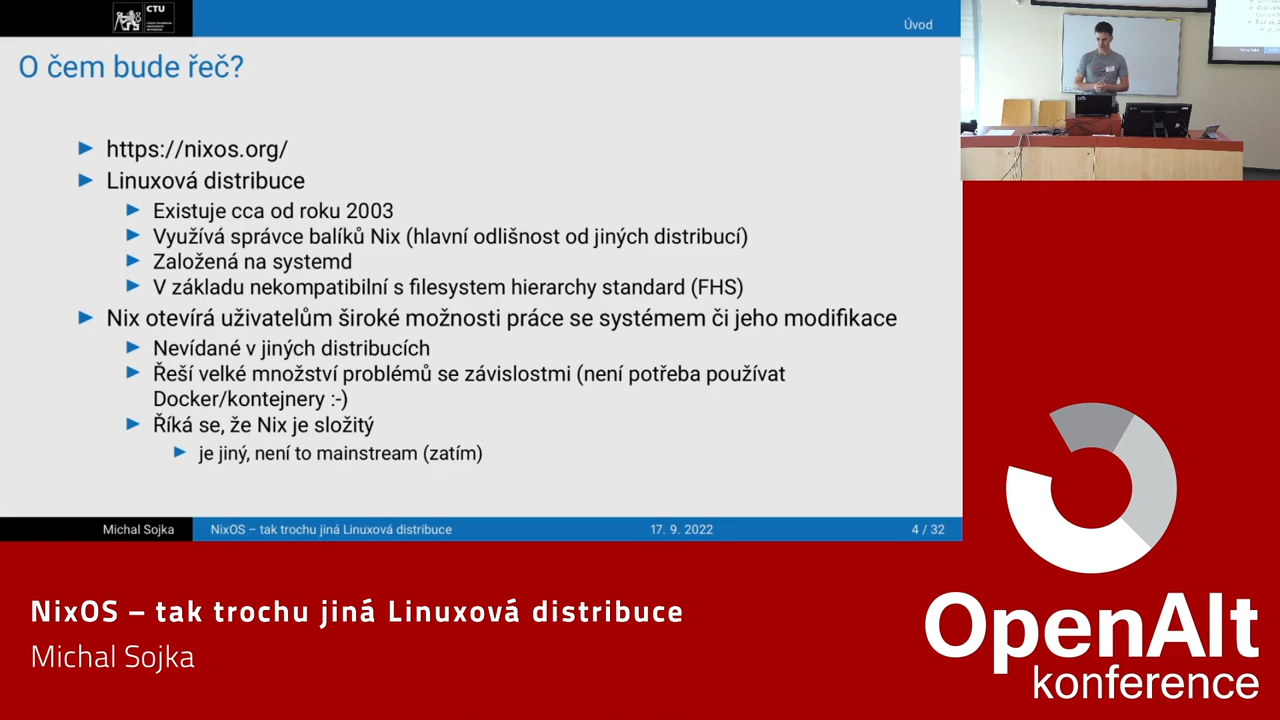 CTU
Úvod
O čem bude řeč?
https://nixos.org/
Linuxová distribuce
Existuje cca od roku 2003
Využívá správce balíků Nix (hlavní odlišnost od jiných distribucí)
Založená na systemd
V základu nekompatibilní s filesystem hierarchy standard (FHS)
Nix otevírá uživatelům široké možnosti práce se systémem či jeho modifikace
Nevídané v jiných distribucích
Řeší velké množství problémů se závislostmi (není potřeba používat
Docker/kontejnery :-)
Říká se, že Nix je složitý
je jiný, není to mainstream (zatím)
Michal Sojka
NixOS – tak trochu jiná Linuxová distribuce
17. 9. 2022
4 / 32
NixOS – tak trochu jiná Linuxová distribuce
Michal Sojka
OpenAlt
konference